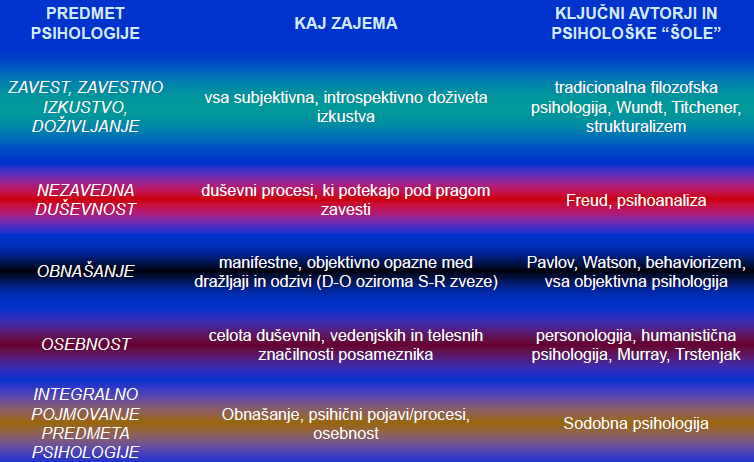 PREDMET
PSIHOLOGIJE
KAJ ZAJEMA
KLJUČNI AVTORJI IN
PSIHOLOŠKE “ŠOLE”
ZAVEST, ZAVESTNO
IZKUSTVO,
DOŽIVLJANJE
vsa subjektivna, introspektivno doživeta
izkustva
tradicionalna filozofska
psihologija, Wundt, Titchener,
strukturalizem
NEZAVEDNA
DUŠEVNOST
duševni procesi, ki potekajo pod pragom
zavesti
Freud, psihoanaliza
OBNAŠANJE
manifestne, objektivno opazne med
dražljaji in odzivi (D-O oziroma S-R zveze)
Pavlov, Watson, behaviorizem,
vsa objektivna psihologija
OSEBNOST
celota duševnih, vedenjskih in telesnih
značilnosti posameznika
personologija, humanistična
psihologija, Murray, Trstenjak
INTEGRALNO
POJMOVANJE
PREDMETA
PSIHOLOGIJE
Obnašanje, psihični pojavi/procesi,
osebnost
Sodobna psihologija